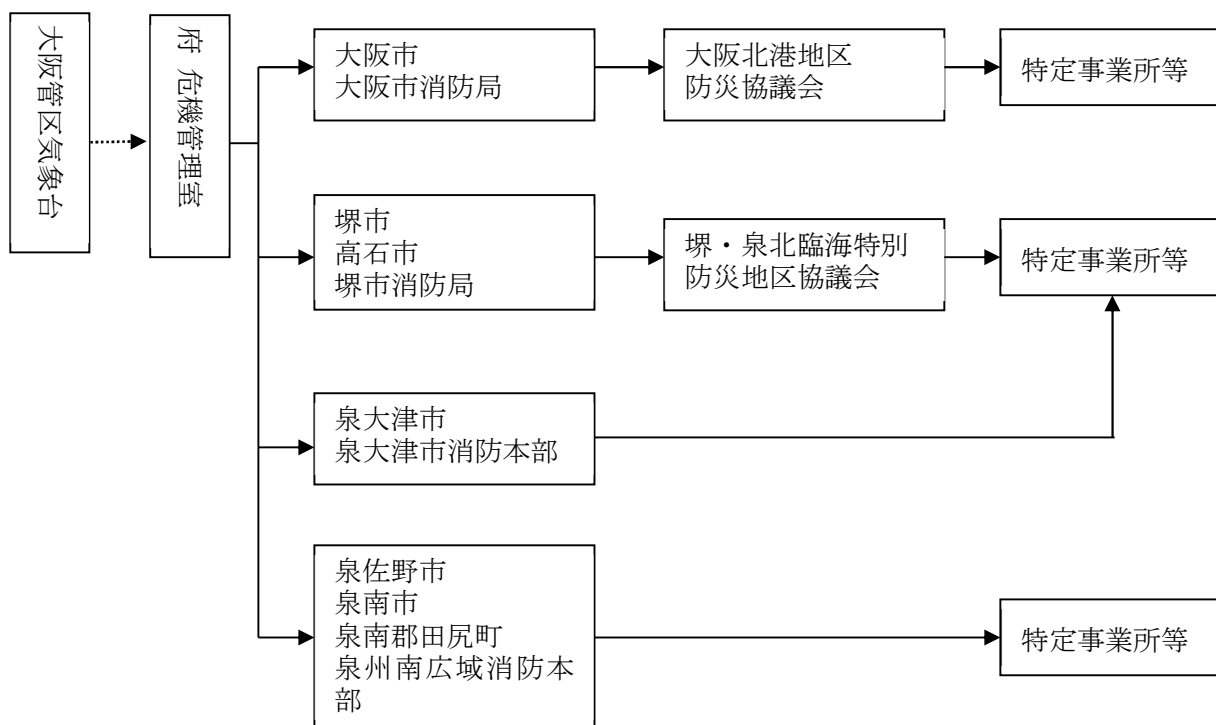 大阪管区気象台
府 危機管理室
大阪市
大阪市消防局
大阪北港地区
防災協議会
特定事業所等
堺市
高石市
堺市消防局
堺・泉北臨海特別
防災地区協議会
特定事業所等
泉大津市
泉大津市消防本部
泉佐野市
泉南市
泉南郡田尻町
泉州南広域消防本
部
特定事業所等